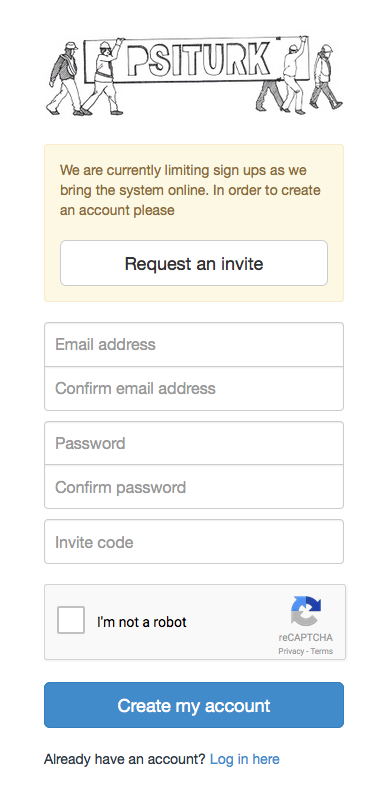 PSITURK
We are currently limiting sign ups as we
bring the system online. In order to create
an account please
Request an invite
Email address
Confirm email address
Password
Confirm password
Invite code
I'm not a robot
reCAPTCHA
Privacy - Terms
Create my account
Already have an account? Log in here